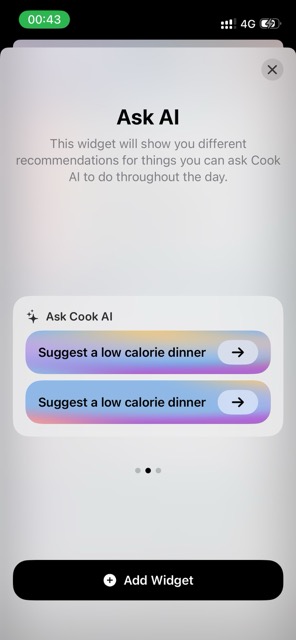 00:43
4G
Ask AI
This widget will show you different
recommendations for things you can ask Cook
AI to do throughout the day.
Ask Cook AI
Suggest a low calorie dinner
Suggest a low calorie dinner
Add Widget